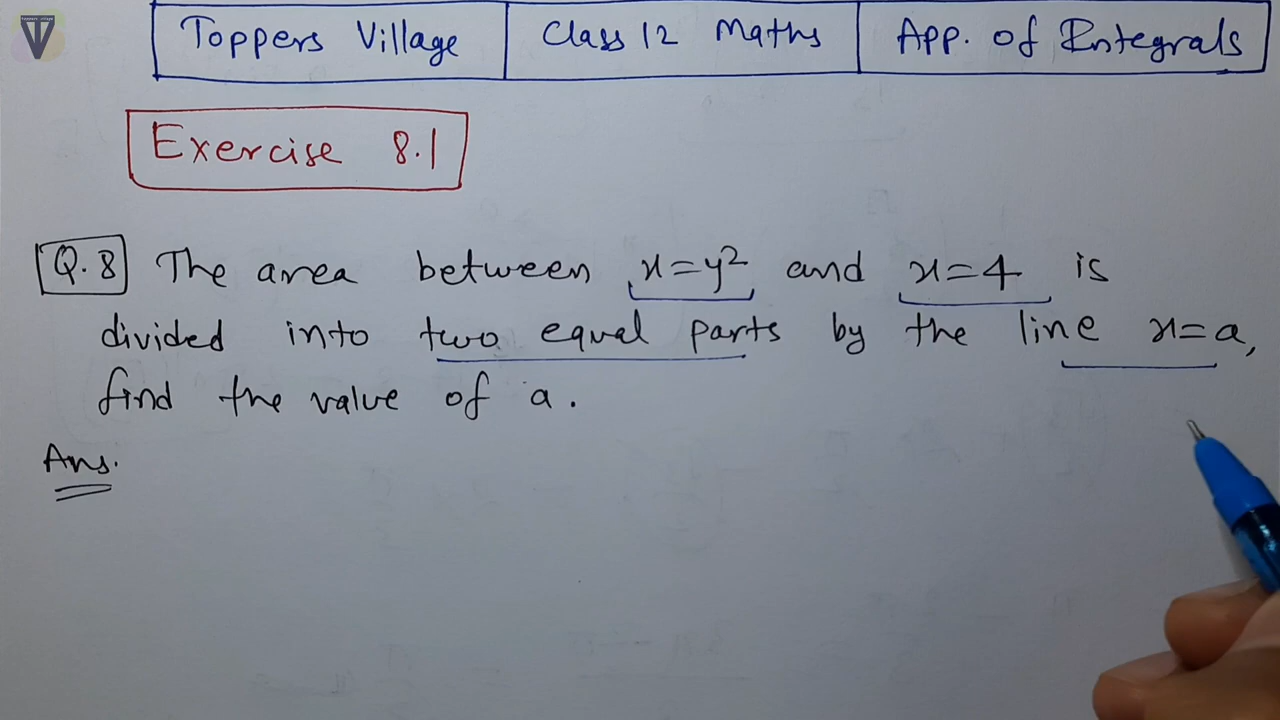 Toppers Village Class 12 Maths App. of Integrals
Exercise 8.1
Q.8 The area between x=y² and x=4 is
divided into two equal parts by the line x=a,
find the value of a.
Ans.